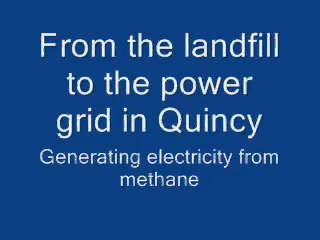 From the landfill
to the power
grid in Quincy
Generating electricity from
methane